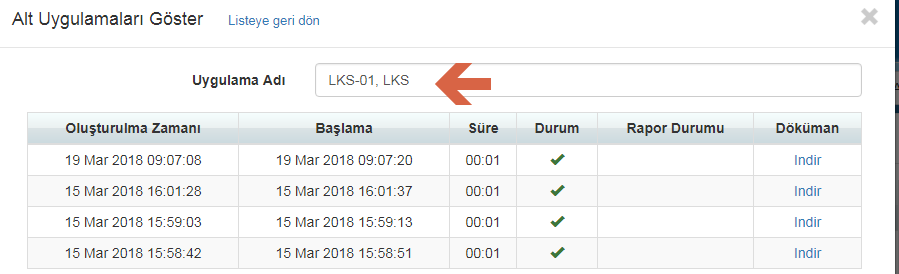 Alt Uygulamaları Göster Listeye geri dön
Uygulama Adı LKS-01, LKS
Oluşturulma Zamanı Başlama Süre Durum Rapor Durumu Döküman
19 Mar 2018 09:07:08 19 Mar 2018 09:07:20 00:01 Indir
15 Mar 2018 16:01:28 15 Mar 2018 16:01:37 00:01 Indir
15 Mar 2018 15:59:03 15 Mar 2018 15:59:13 00:01 Indir
15 Mar 2018 15:58:42 15 Mar 2018 15:58:51 00:01 Indir